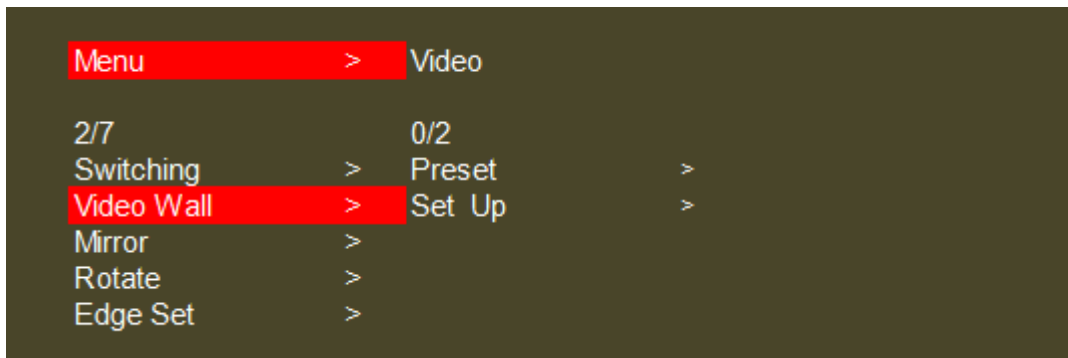 Menu > Video
2/7 0/2
Switching > Preset >
Video Wall > Set Up >
Mirror >
Rotate >
Edge Set >